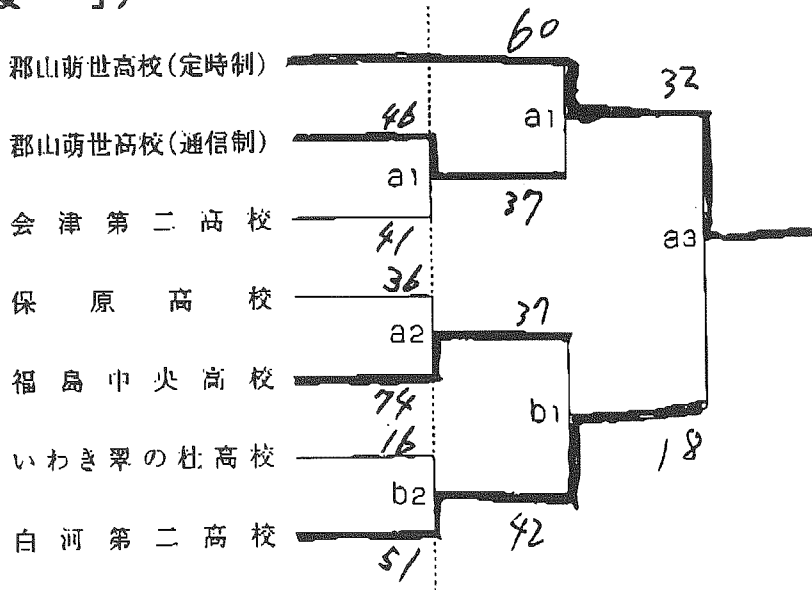 60
郡山萌世高校(定時制)
32
a1
46
郡山萌世高校(通信制)
a1
37
会津第二高校
41
a3
36
保原高校
37
a2
福島中央高校
74
b1
18
16
いわき翠の杜高校
b2
42
白河第二高校
51